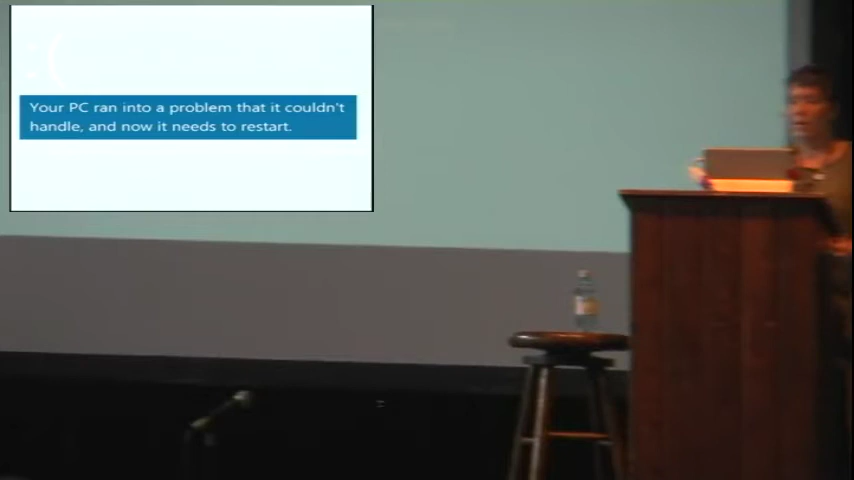 :(
Your PC ran into a problem that it couldn't
handle, and now it needs to restart.